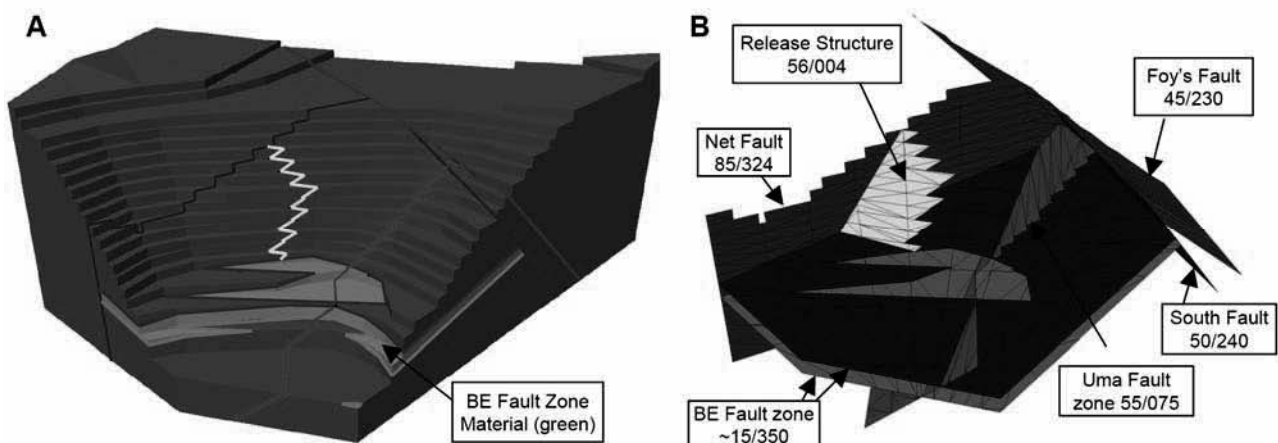 A
BE Fault Zone
Material (green)
B
Release Structure
56/004
Foy's Fault
45/230
Net Fault
85/324
South Fault
50/240
Uma Fault
zone 55/075
BE Fault zone
~15/350